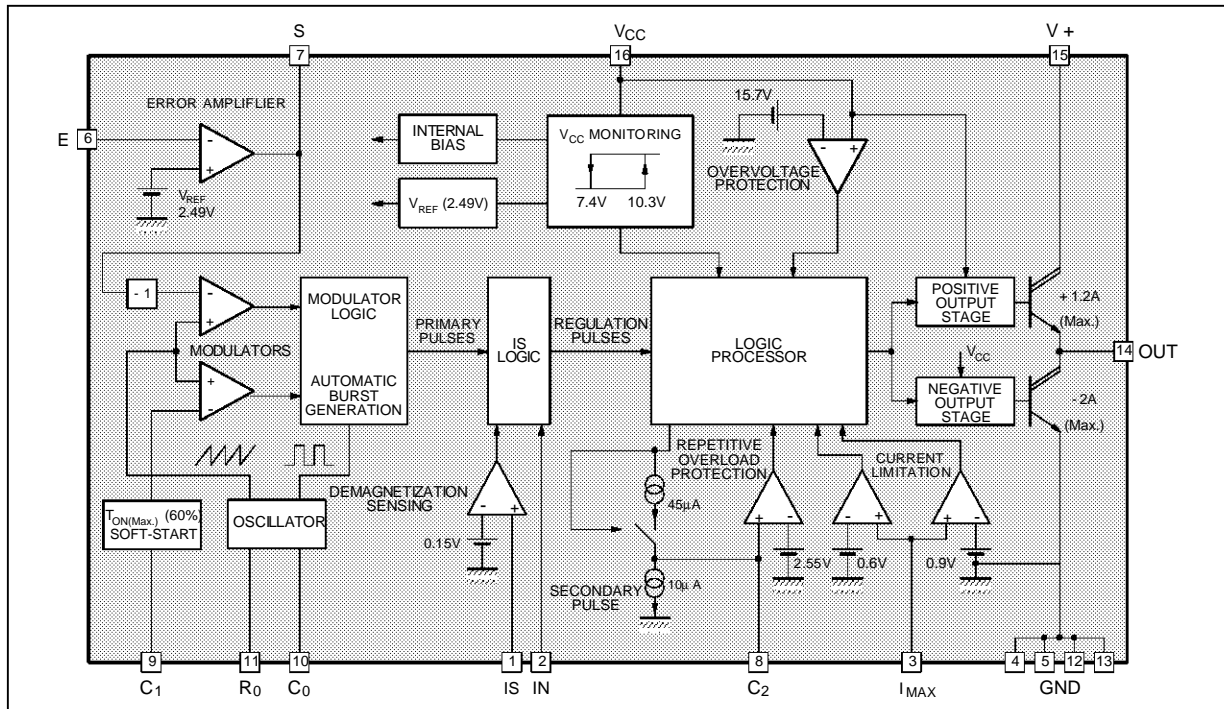 S
7
VCC
16
V +
15
E
6
ERROR AMPLIFLIER
-
+
VREF
2.49V
INTERNAL
BIAS
VREF (2.49V)
VCC MONITORING
7.4V
10.3V
15.7V
-
+
OVERVOLTAGE
PROTECTION
- 1
-
+
MODULATORS
+
-
MODULATOR
LOGIC
AUTOMATIC
BURST
GENERATION
PRIMARY
PULSES
IS
LOGIC
REGULATION
PULSES
LOGIC
PROCESSOR
POSITIVE
OUTPUT
STAGE
+ 1.2A
(Max.)
14
OUT
VCC
NEGATIVE
OUTPUT
STAGE
- 2A
(Max.)
TON(Max.) (60%)
SOFT-START
OSCILLATOR
DEMAGNETIZATION
SENSING
-
+
0.15V
REPETITIVE
OVERLOAD
PROTECTION
45μA
10μA
SECONDARY
PULSE
+
-
2.55V
CURRENT
LIMITATION
-
+
0.6V
+
-
0.9V
9
C1
11
R0
10
C0
1
IS
2
IN
8
C2
3
IMAX
4
5
12
13
GND